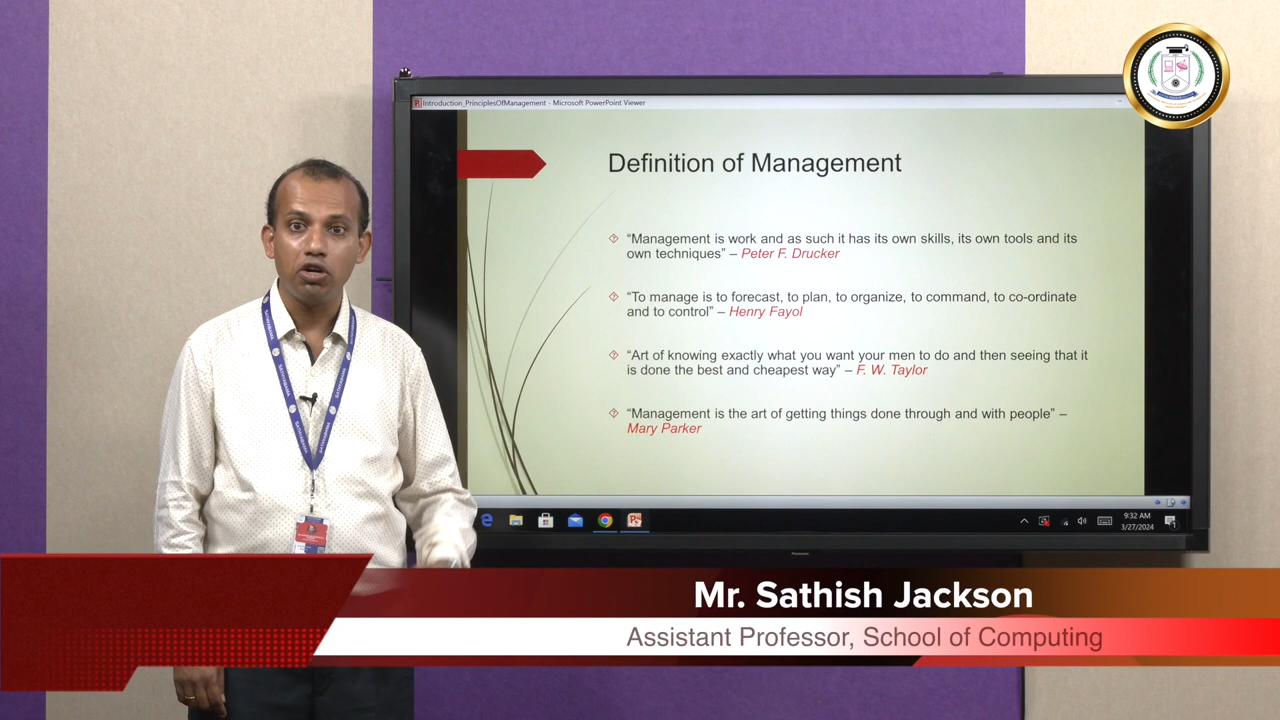 Introduction_PrinciplesOfManagement - Microsoft PowerPoint Viewer
Definition of Management
“Management is work and as such it has its own skills, its own tools and its
own techniques” – Peter F. Drucker
“To manage is to forecast, to plan, to organize, to command, to co-ordinate
and to control” – Henry Fayol
“Art of knowing exactly what you want your men to do and then seeing that it
is done the best and cheapest way” – F. W. Taylor
“Management is the art of getting things done through and with people” –
Mary Parker
9:32 AM
3/27/2024
Panasonic
SATHYABAMA
SATHYABAMA
Mr. Sathish Jackson
Assistant Professor, School of Computing